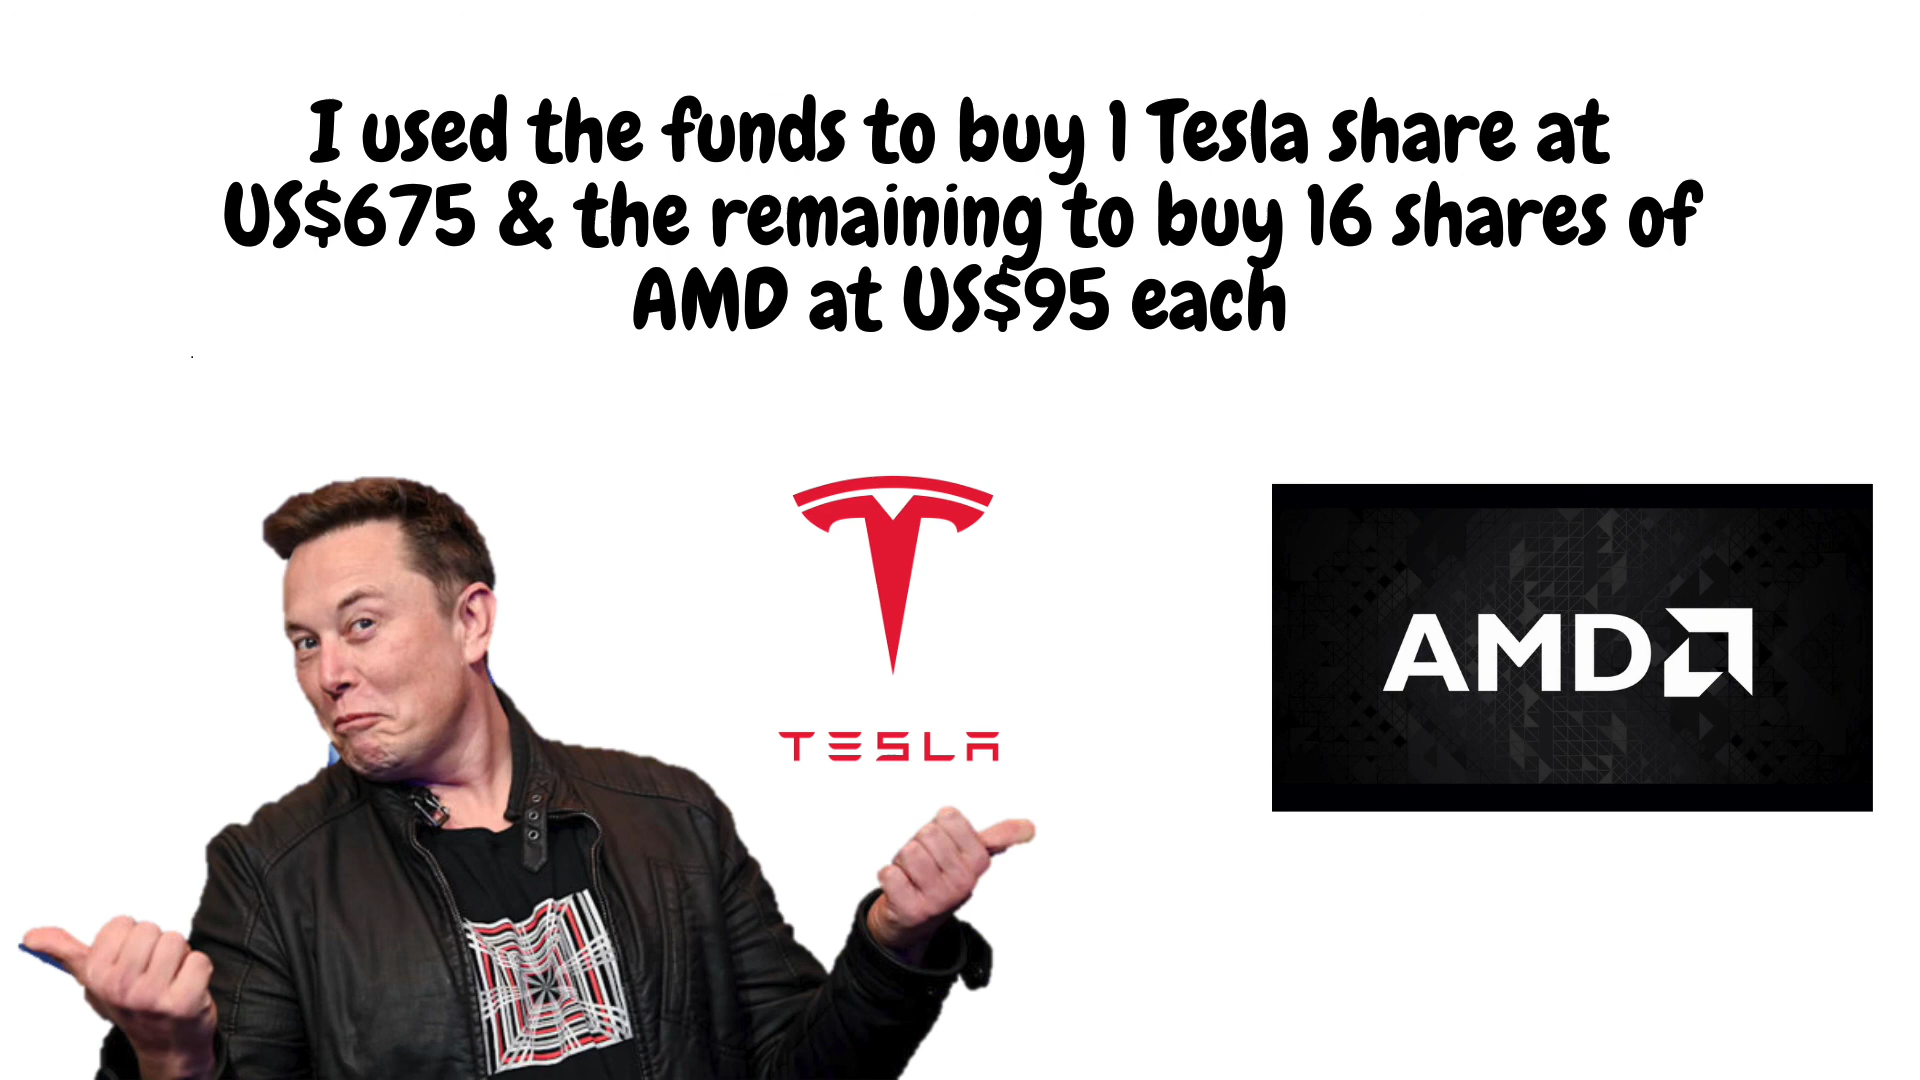 I used the funds to buy 1 Tesla share at
US$675 & the remaining to buy 16 shares of
AMD at US$95 each
.
TESLA
AMD